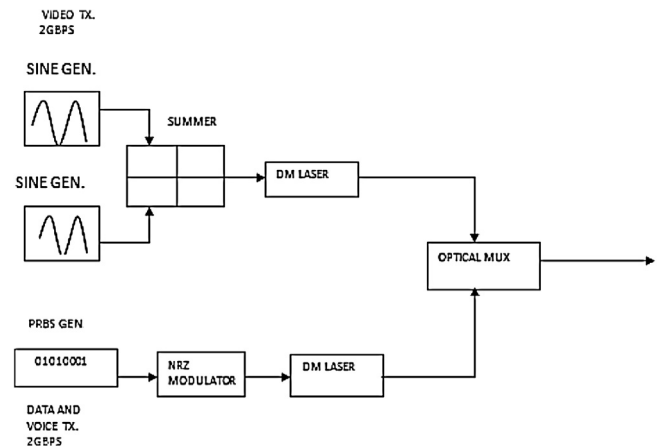 VIDEO TX.
2GBPS
SINE GEN.
SUMMER
SINE GEN.
DM LASER
OPTICAL MUX
PRBS GEN
01010001
NRZ
MODULATOR
DM LASER
DATA AND
VOICE TX.
2GBPS